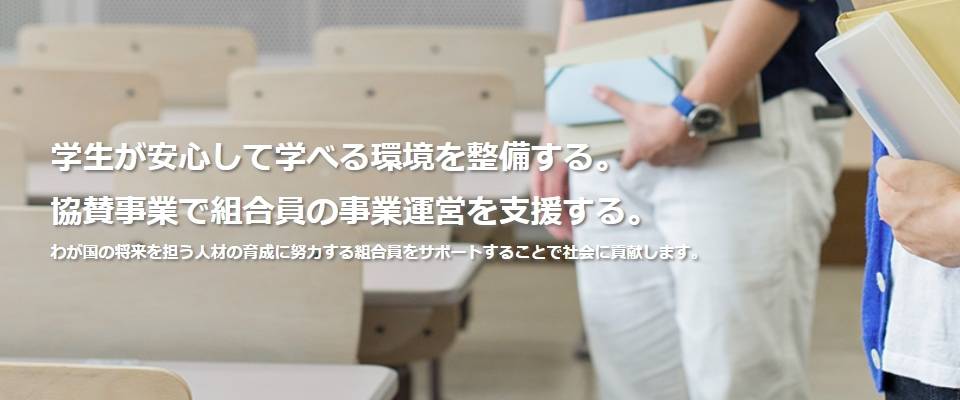 学生が安心して学べる環境を整備する。
協賛事業で組合員の事業運営を支援する。
わが国の将来を担う人材の育成に努力する組合員をサポートすることで社会に貢献します。